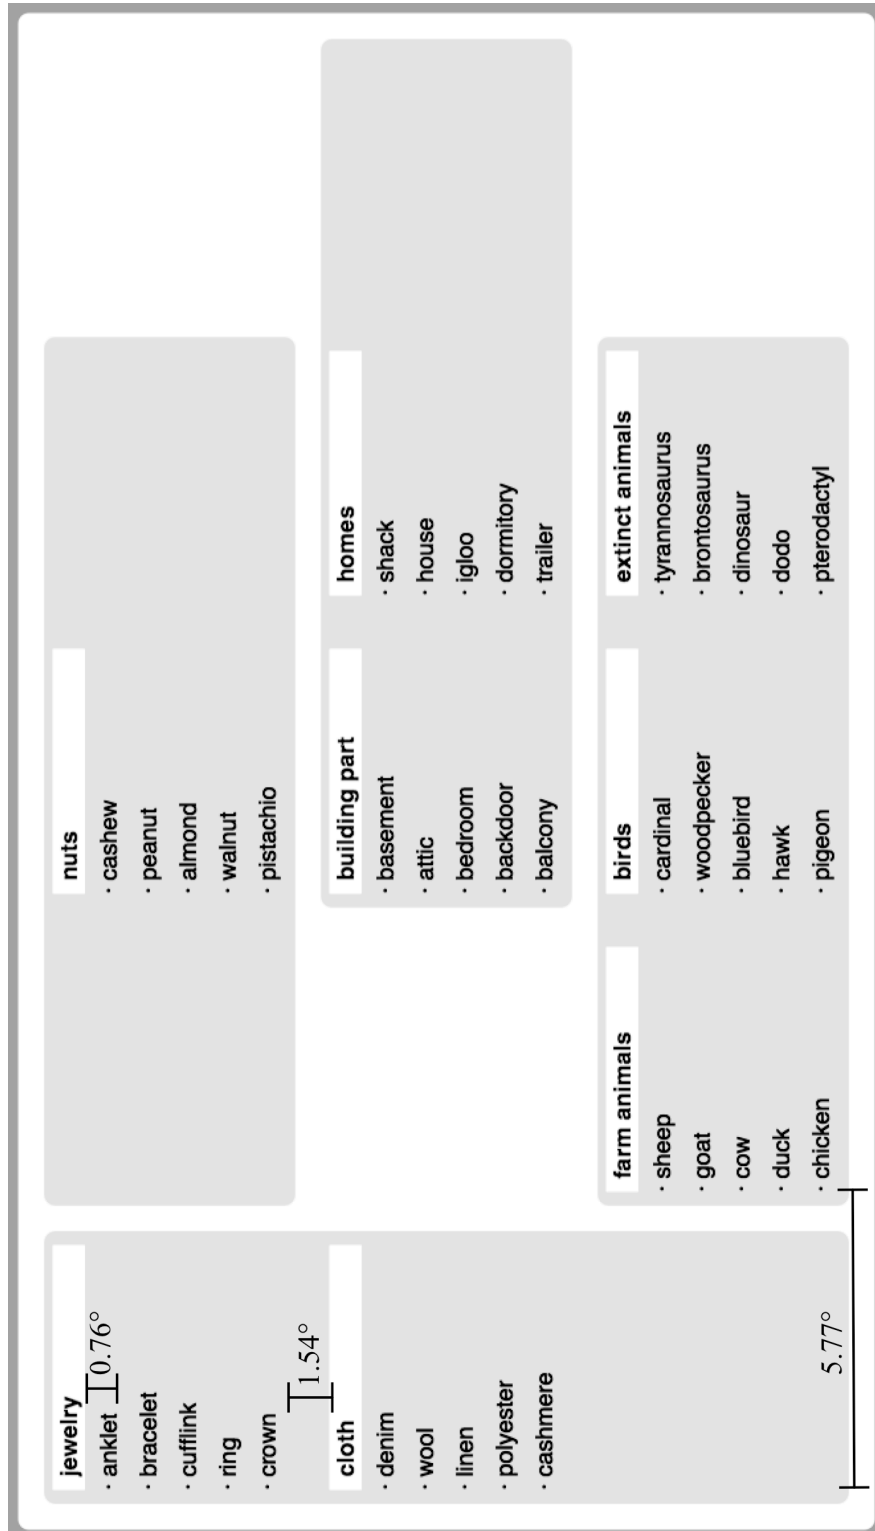 jewelry
· anklet
· bracelet
· cufflink
· ring
· crown
0.76°
1.54°
cloth
· denim
· wool
· linen
· polyester
· cashmere
5.77°
nuts
· cashew
· peanut
· almond
· walnut
· pistachio
building part
· basement
· attic
· bedroom
· backdoor
· balcony
homes
· shack
· house
· igloo
· dormitory
· trailer
farm animals
· sheep
· goat
· cow
· duck
· chicken
birds
· cardinal
· woodpecker
· bluebird
· hawk
· pigeon
extinct animals
· tyrannosaurus
· brontosaurus
· dinosaur
· dodo
· pterodactyl